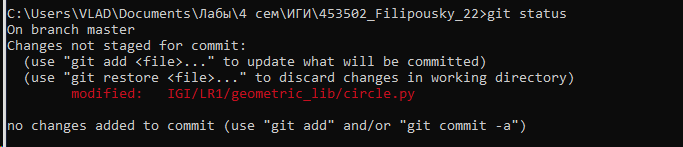 C:\Users\VLAD\Documents\Лабы\4 сем\ИГИ\453502_Filipousky_22>git status
On branch master
Changes not staged for commit:
  (use "git add <file>..." to update what will be committed)
  (use "git restore <file>..." to discard changes in working directory)
        modified:   IGI/LR1/geometric_lib/circle.py

no changes added to commit (use "git add" and/or "git commit -a")